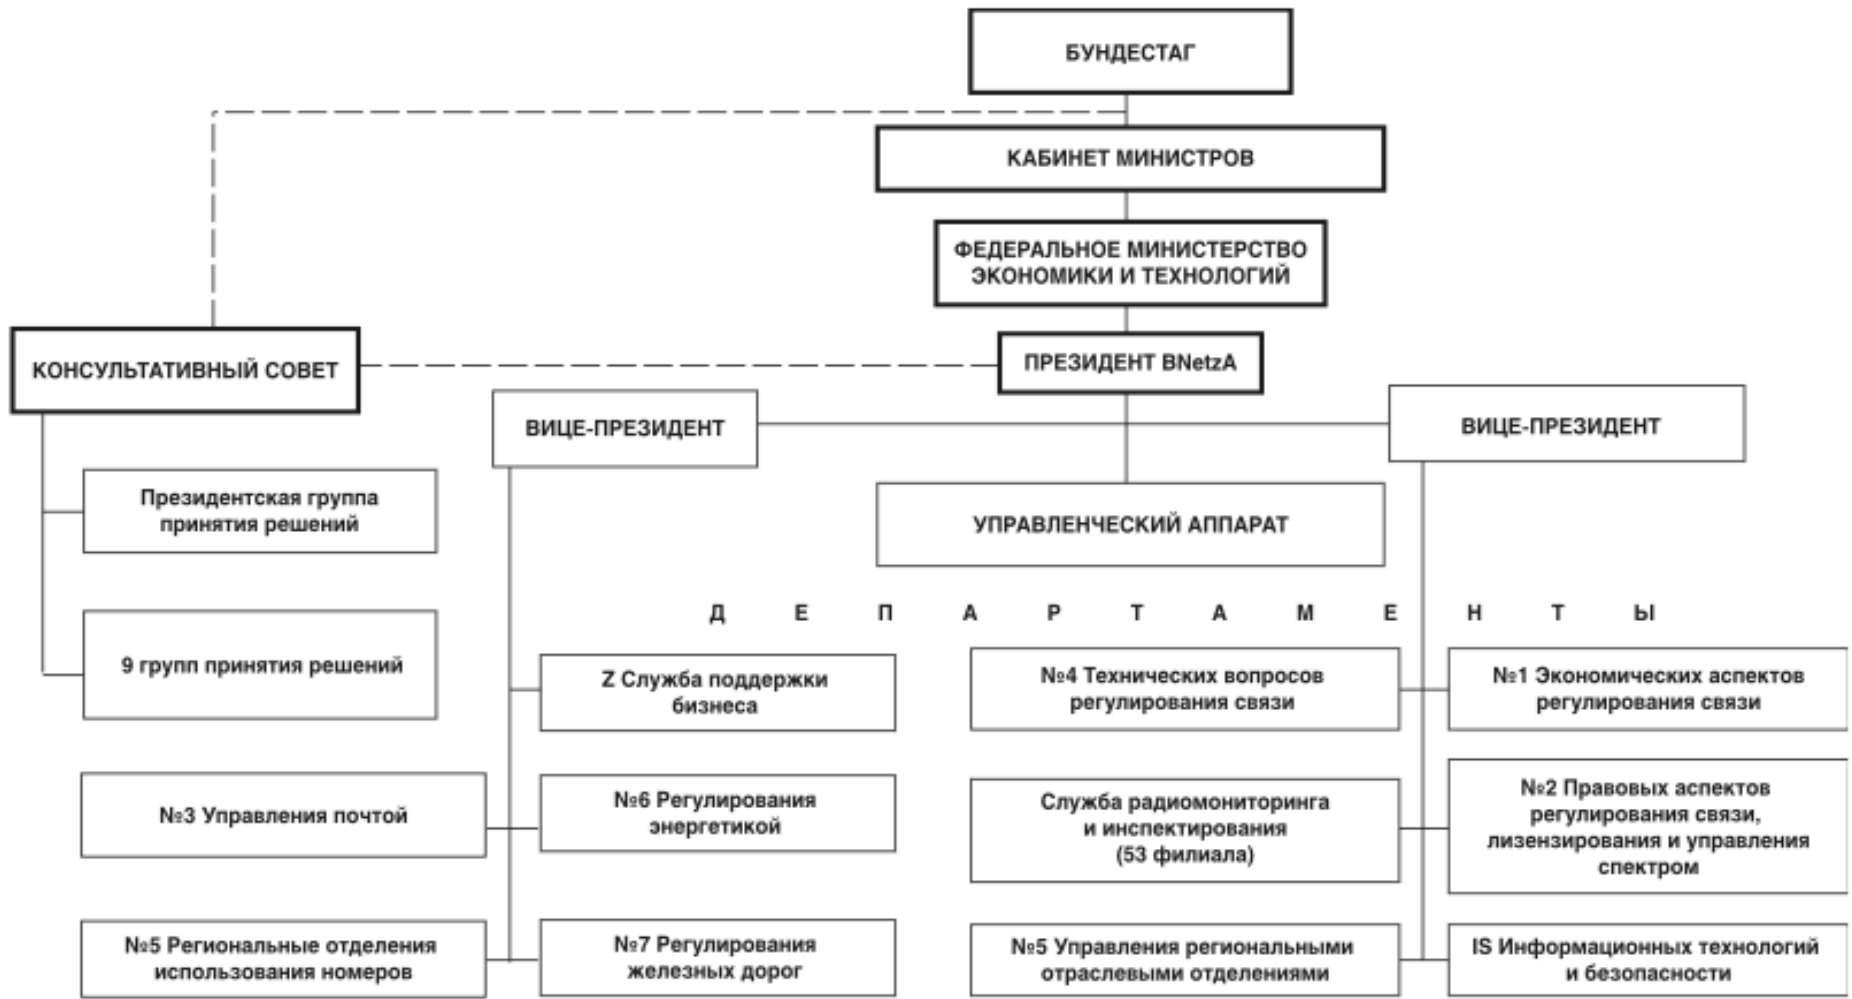 БУНДЕСТАГ
КАБИНЕТ МИНИСТРОВ
ФЕДЕРАЛЬНОЕ МИНИСТЕРСТВО
ЭКОНОМИКИ И ТЕХНОЛОГИЙ
КОНСУЛЬТАТИВНЫЙ СОВЕТ
ПРЕЗИДЕНТ BNetzA
ВИЦЕ-ПРЕЗИДЕНТ
ВИЦЕ-ПРЕЗИДЕНТ
Президентская группа
принятия решений
УПРАВЛЕНЧЕСКИЙ АППАРАТ
9 групп принятия решений
Д Е П А Р Т А М Е Н Т Ы
Z Служба поддержки
бизнеса
№4 Технических вопросов
регулирования связи
№1 Экономических аспектов
регулирования связи
№3 Управления почтой
№6 Регулирования
энергетикой
Служба радиомониторинга
и инспектирования
(53 филиала)
№2 Правовых аспектов
регулирования связи,
лизензирования и управления
спектром
№5 Региональные отделения
использования номеров
№7 Регулирования
железных дорог
№5 Управления региональными
отраслевыми отделениями
IS Информационных технологий
и безопасности